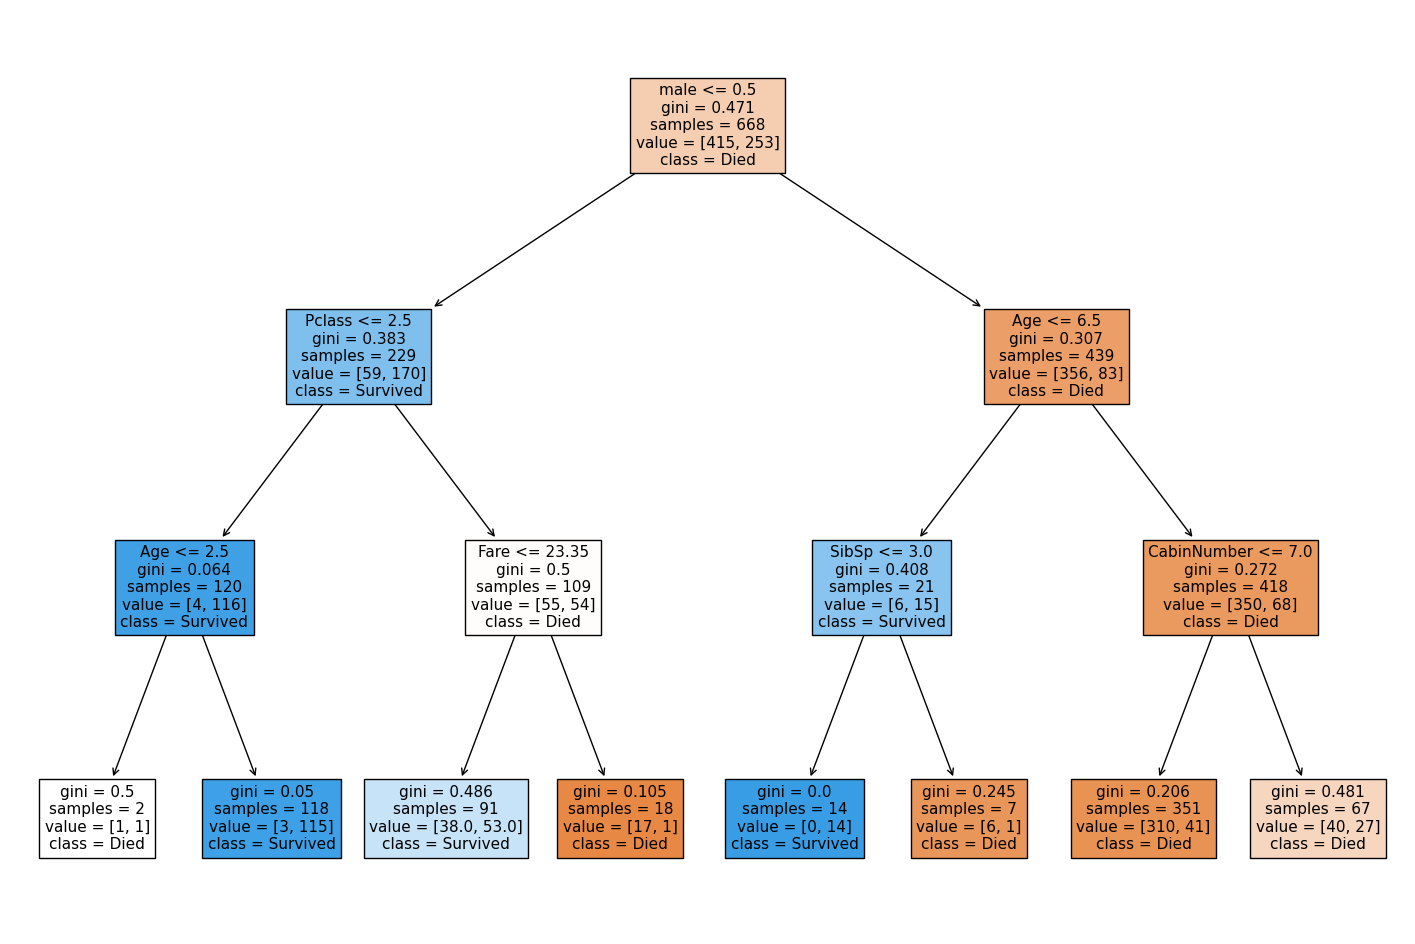 male <= 0.5
gini = 0.471
samples = 668
value = [415, 253]
class = Died
Pclass <= 2.5
gini = 0.383
samples = 229
value = [59, 170]
class = Survived
Age <= 6.5
gini = 0.307
samples = 439
value = [356, 83]
class = Died
Age <= 2.5
gini = 0.064
samples = 120
value = [4, 116]
class = Survived
Fare <= 23.35
gini = 0.5
samples = 109
value = [55, 54]
class = Died
SibSp <= 3.0
gini = 0.408
samples = 21
value = [6, 15]
class = Survived
CabinNumber <= 7.0
gini = 0.272
samples = 418
value = [350, 68]
class = Died
gini = 0.5
samples = 2
value = [1, 1]
class = Died
gini = 0.05
samples = 118
value = [3, 115]
class = Survived
gini = 0.486
samples = 91
value = [38.0, 53.0]
class = Survived
gini = 0.105
samples = 18
value = [17, 1]
class = Died
gini = 0.0
samples = 14
value = [0, 14]
class = Survived
gini = 0.245
samples = 7
value = [6, 1]
class = Died
gini = 0.206
samples = 351
value = [310, 41]
class = Died
gini = 0.481
samples = 67
value = [40, 27]
class = Died